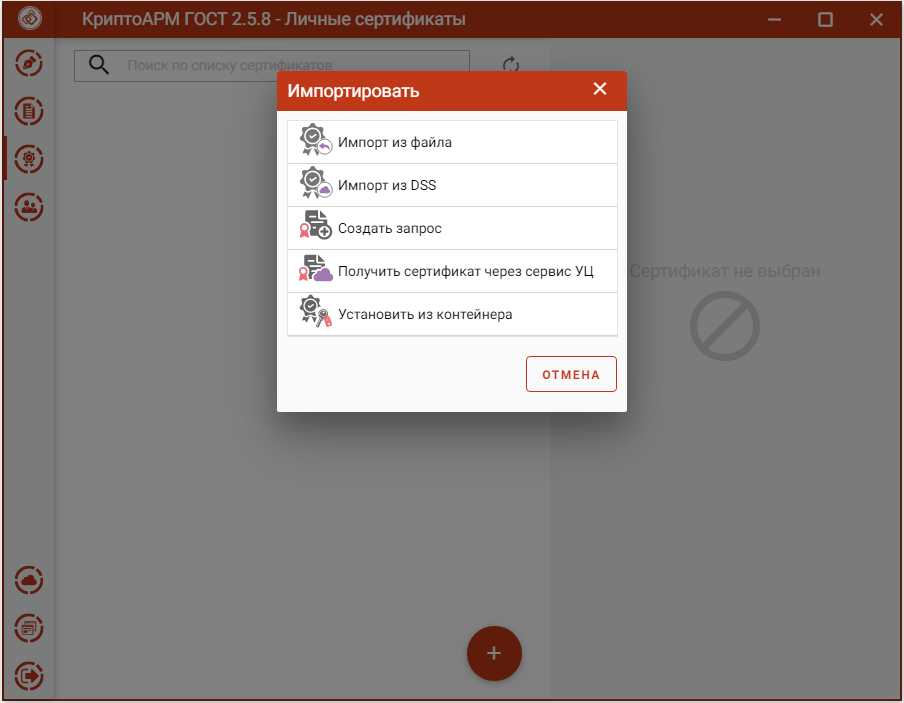 КриптоАРМ ГОСТ 2.5.8 - Личные сертификаты
Поиск по списку сертификатов
Импортировать
Импорт из файла
Импорт из DSS
Создать запрос
Получить сертификат через сервис УЦ
Установить из контейнера
ОТМЕНА
Сертификат не выбран